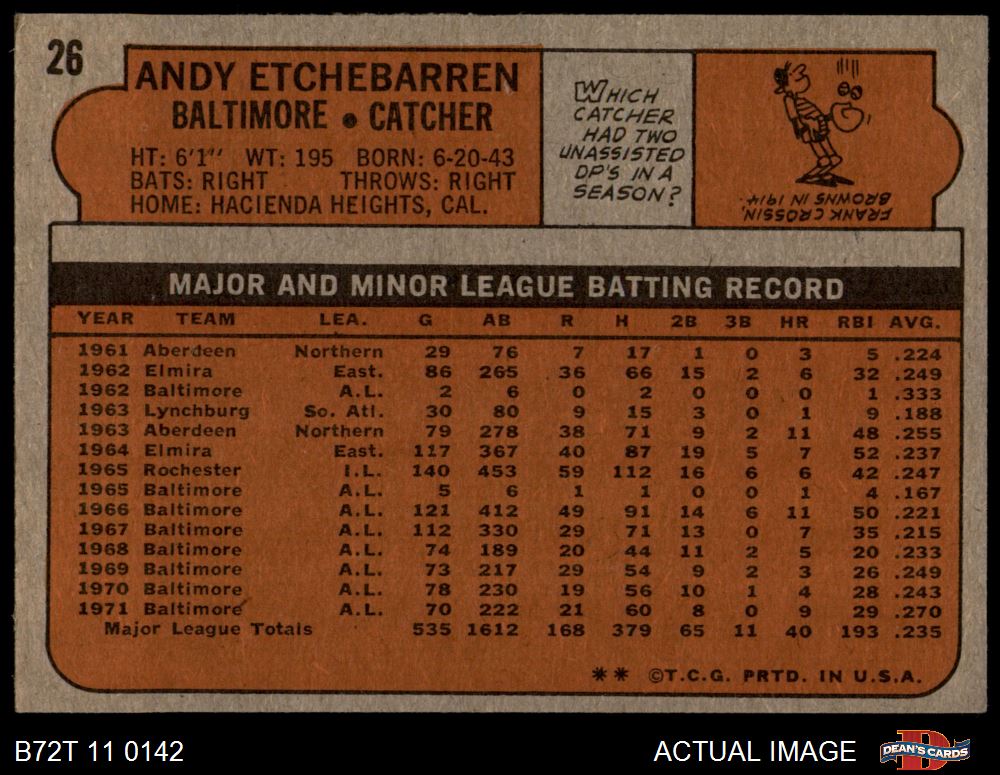 26
ANDY ETCHEBARREN
BALTIMORE • CATCHER
HT: 6'1" WT: 195 BORN: 6-20-43
BATS: RIGHT THROWS: RIGHT
HOME: HACIENDA HEIGHTS, CAL.
WHICH
CATCHER
HAD TWO
UNASSISTED
DP'S IN A
SEASON?
FRANK CROSSIN,
BROWNS IN 1914.
MAJOR AND MINOR LEAGUE BATTING RECORD
YEAR TEAM LEA. G AB R H 2B 3B HR RBI AVG.
1961 Aberdeen Northern 29 76 7 17 1 0 3 5 .224
1962 Elmira East. 86 265 36 66 15 2 6 32 .249
1962 Baltimore A.L. 2 6 0 2 0 0 0 1 .333
1963 Lynchburg So. Atl. 30 80 9 15 3 0 1 9 .188
1963 Aberdeen Northern 79 278 38 71 9 2 11 48 .255
1964 Elmira East. 117 367 40 87 19 5 7 52 .237
1965 Rochester I.L. 140 453 59 112 16 6 6 42 .247
1965 Baltimore A.L. 5 6 1 1 0 0 1 4 .167
1966 Baltimore A.L. 121 412 49 91 14 6 11 50 .221
1967 Baltimore A.L. 112 330 29 71 13 0 7 35 .215
1968 Baltimore A.L. 74 189 20 44 11 2 5 20 .233
1969 Baltimore A.L. 73 217 29 54 9 2 3 26 .249
1970 Baltimore A.L. 78 230 19 56 10 1 4 28 .243
1971 Baltimore A.L. 70 222 21 60 8 0 9 29 .270
Major League Totals 535 1612 168 379 65 11 40 193 .235
** ©T.C.G. PRTD. IN U.S.A.
B72T 11 0142
ACTUAL IMAGE
D
DEAN'S CARDS